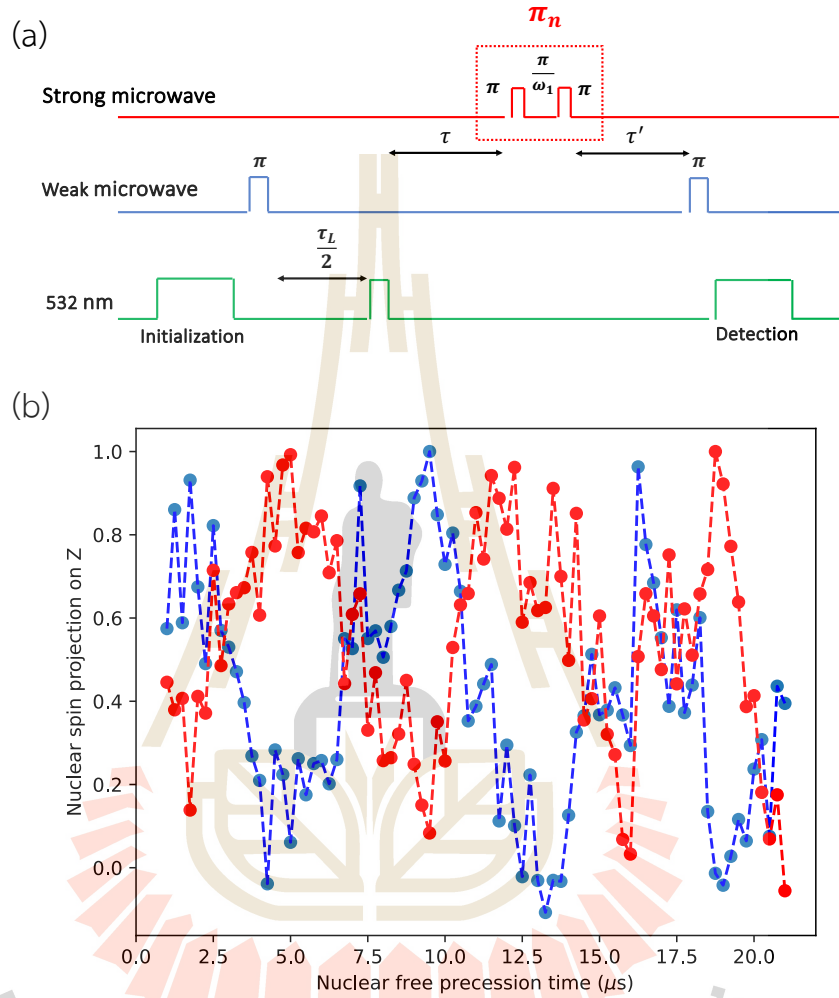 (a)
π_n
π
π/ω₁
π
Strong microwave
τ
τ′
π
π
Weak microwave
τ_L/2
532 nm
Initialization
Detection
(b)
Nuclear spin projection on Z
1.0
0.8
0.6
0.4
0.2
0.0
0.0 2.5 5.0 7.5 10.0 12.5 15.0 17.5 20.0
Nuclear free precession time (μs)